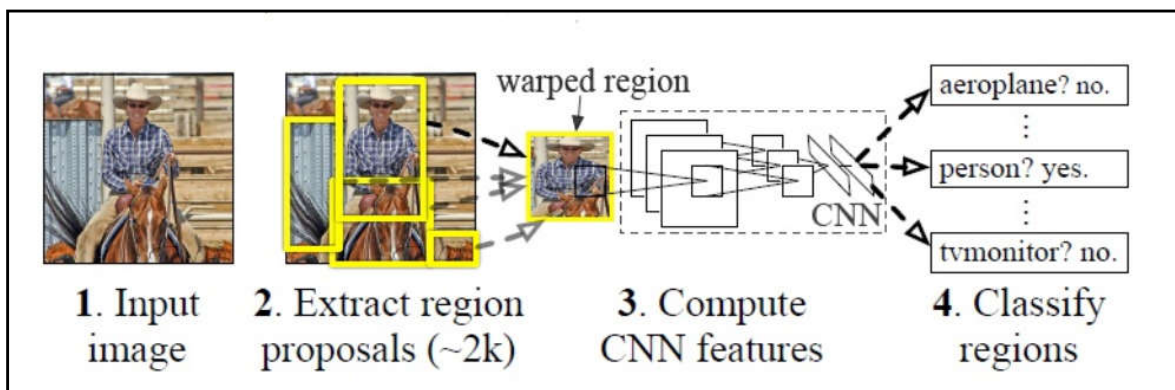 warped region
aeroplane? no.
person? yes.
CNN
tvmonitor? no.
1. Input
image
2. Extract region
proposals (~2k)
3. Compute
CNN features
4. Classify
regions